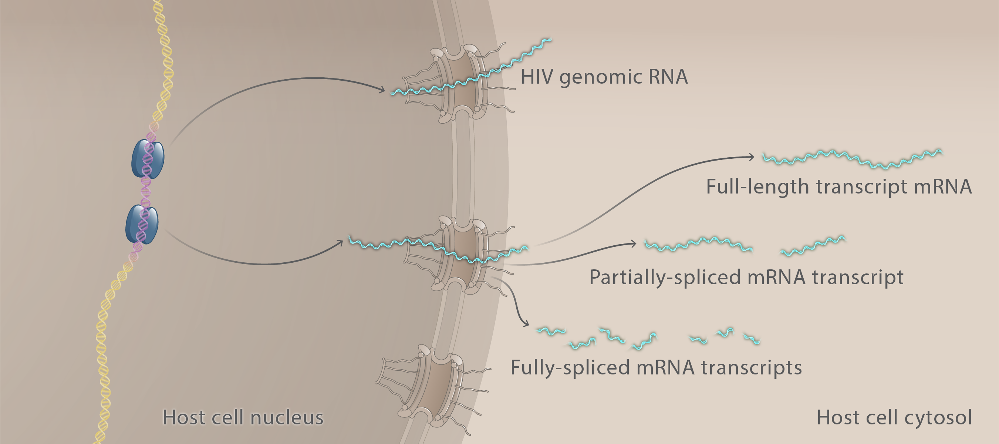 HIV genomic RNA
Full-length transcript mRNA
Partially-spliced mRNA transcript
Fully-spliced mRNA transcripts
Host cell nucleus
Host cell cytosol